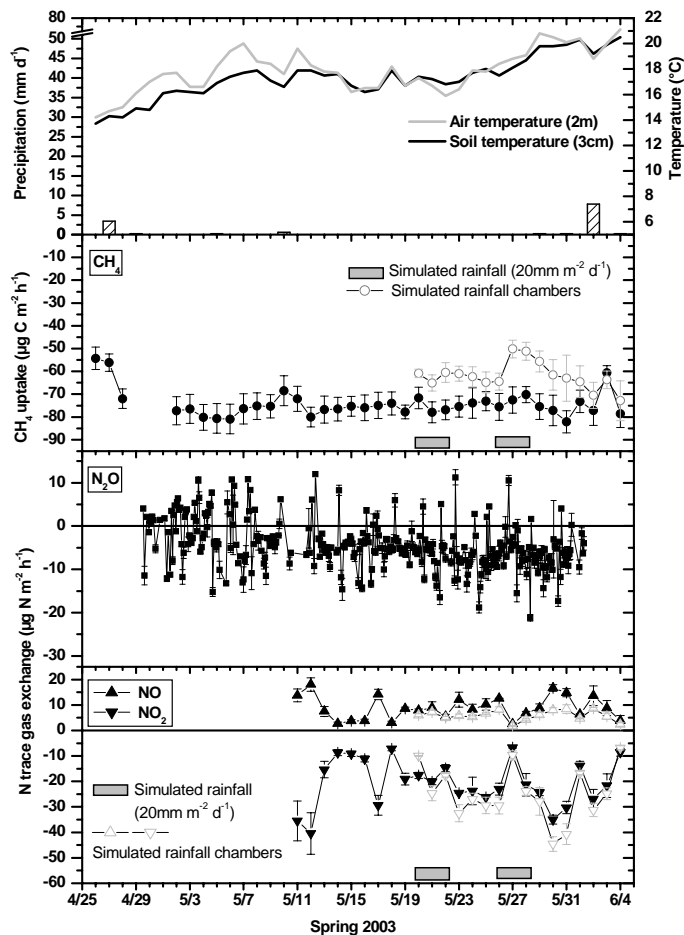 Precipitation (mm d⁻¹)
50
45
40
35
30
25
20
15
10
5
0
22
20
18
16
14
12
10
8
6
Temperature (°C)
Air temperature (2m)
Soil temperature (3cm)
CH₄
CH₄ uptake (µg C m⁻² h⁻¹)
0
-10
-20
-30
-40
-50
-60
-70
-80
-90
Simulated rainfall (20mm m⁻² d⁻¹)
Simulated rainfall chambers
N₂O
10
0
-10
-20
-30
N trace gas exchange (µg N m⁻² h⁻¹)
NO
NO₂
20
10
0
-10
-20
-30
-40
-50
-60
Simulated rainfall
(20mm m⁻² d⁻¹)
Simulated rainfall chambers
4/25 4/29 5/3 5/7 5/11 5/15 5/19 5/23 5/27 5/31 6/4
Spring 2003